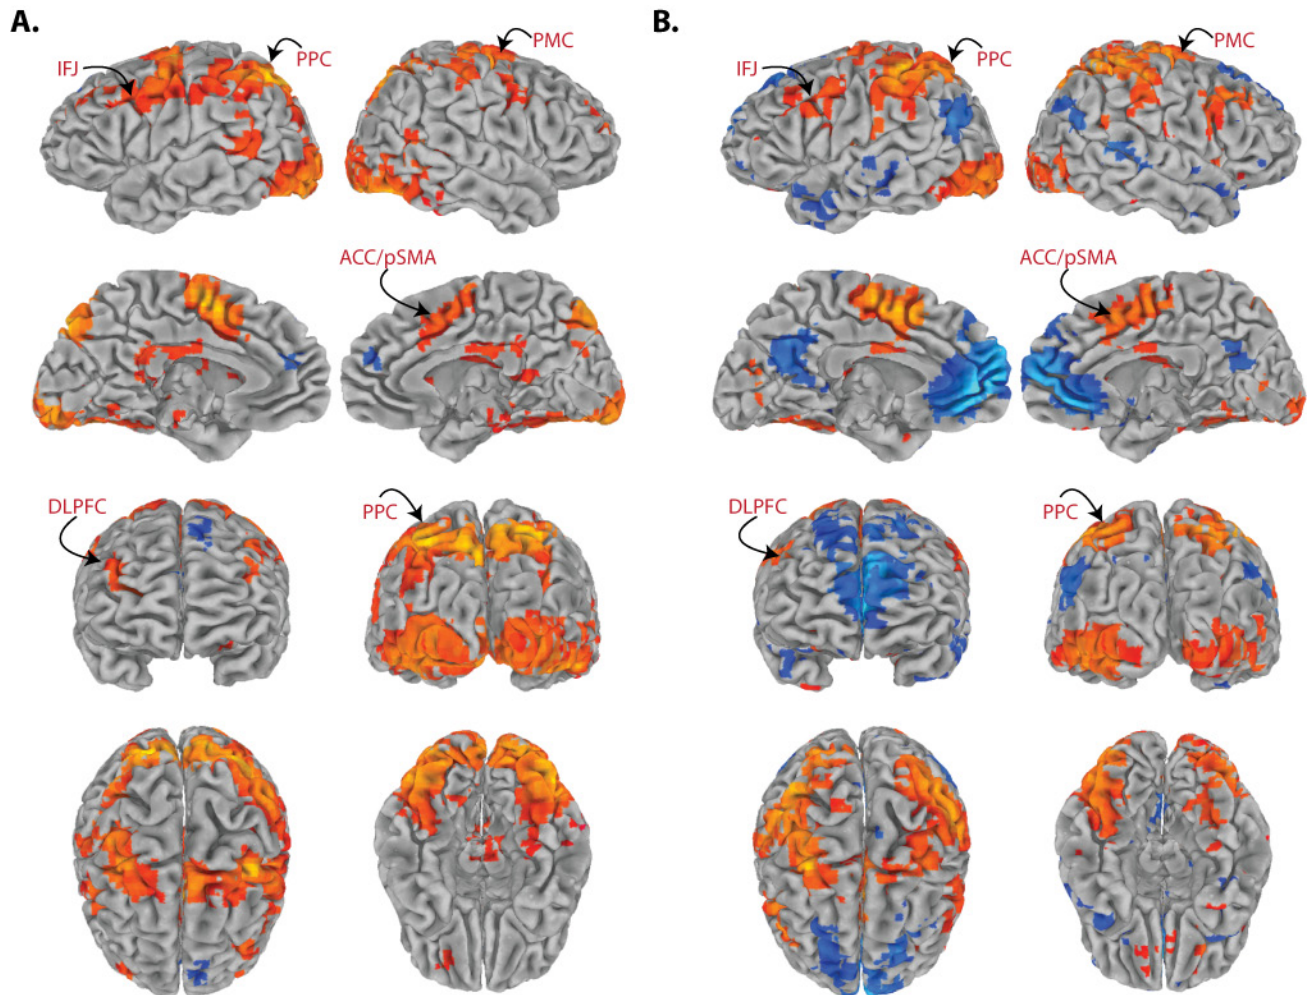 A.
B.
IFJ
PPC
PMC
IFJ
PPC
PMC
ACC/pSMA
ACC/pSMA
DLPFC
PPC
DLPFC
PPC